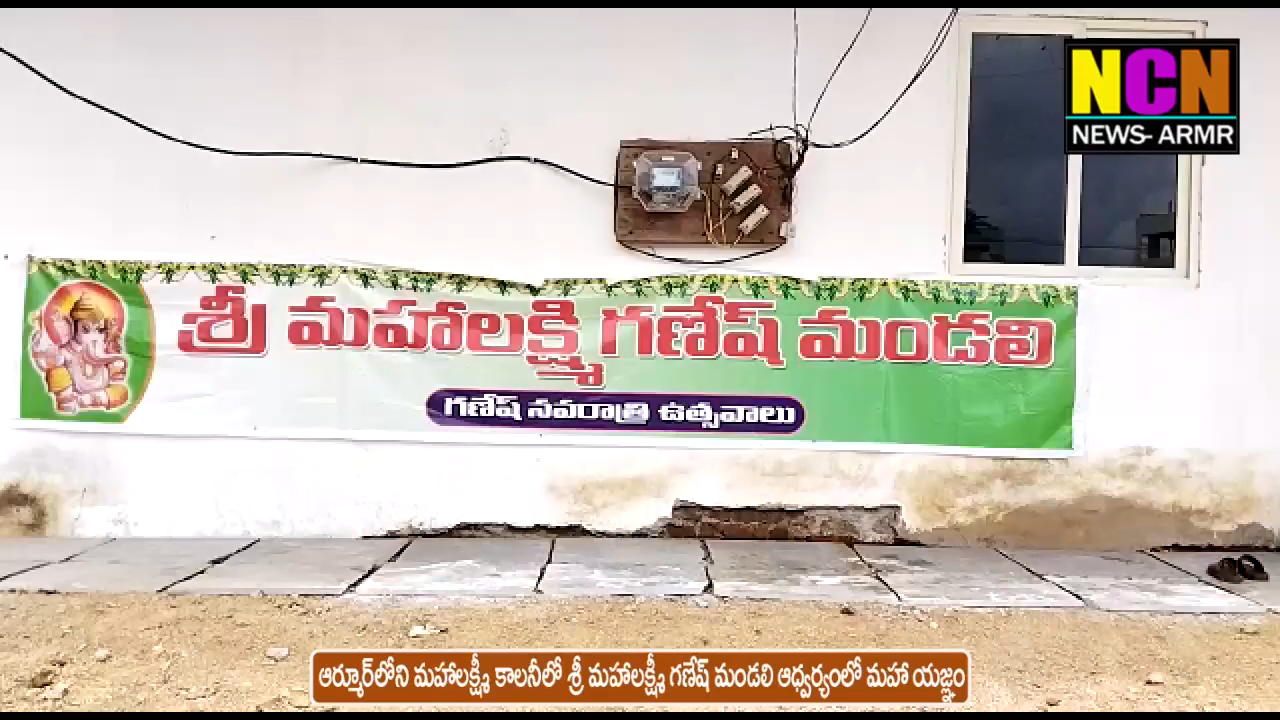 NCN
NEWS- ARMR
శ్రీ మహాలక్ష్మి గణేష్ మండలి
గణేష్ నవరాత్రి ఉత్సవాలు
ఆర్మూర్‌లోని మహాలక్ష్మీ కాలనీలో శ్రీ మహాలక్ష్మీ గణేష్ మండలి ఆధ్వర్యంలో మహా యజ్ఞం